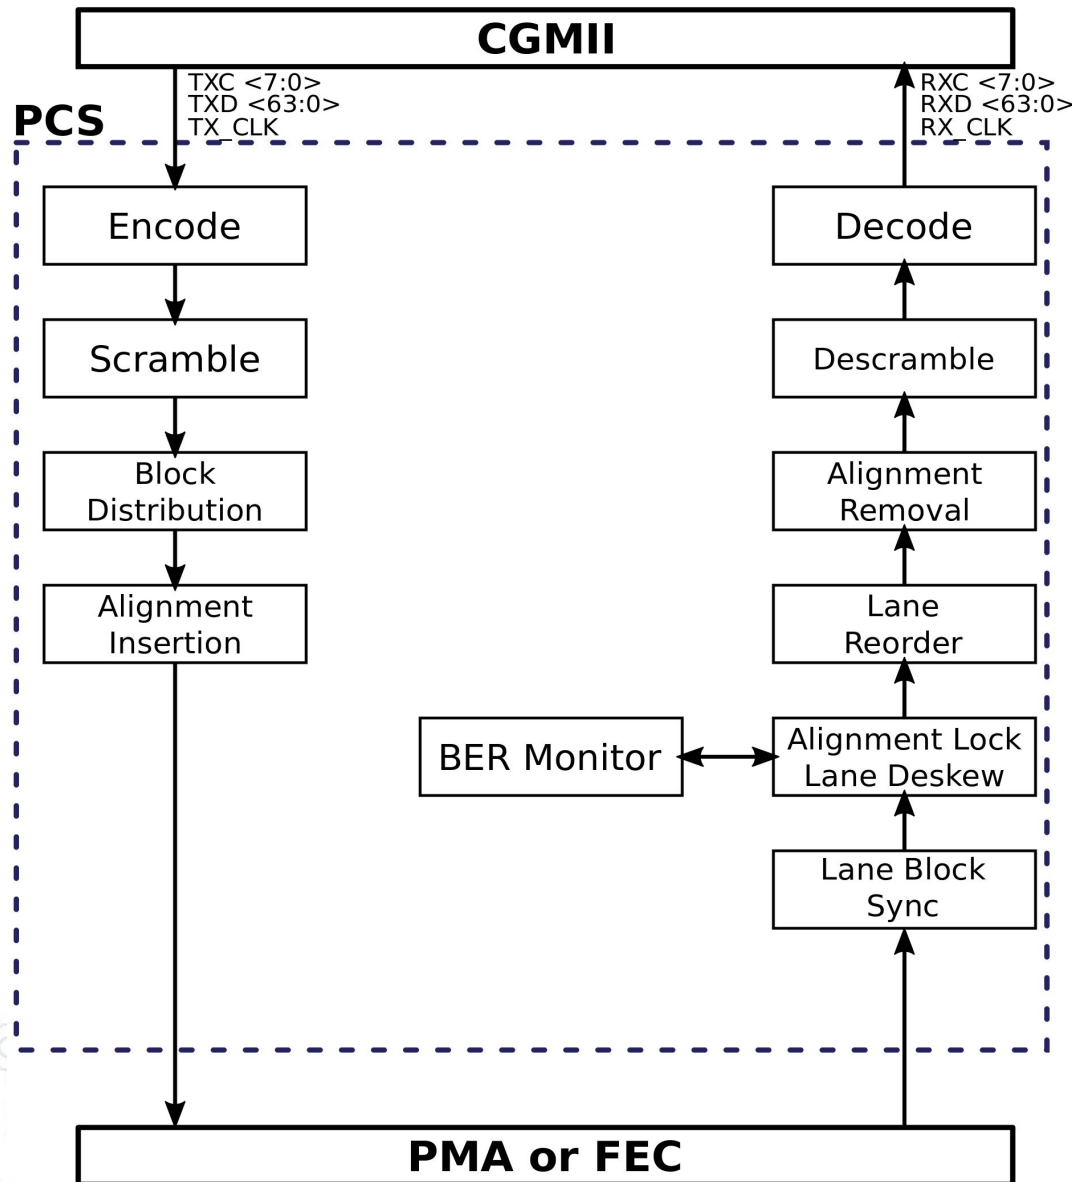 CGMII
TXC <7:0>
TXD <63:0>
TX_CLK
RXC <7:0>
RXD <63:0>
RX_CLK
PCS
Encode
Decode
Scramble
Descramble
Block
Distribution
Alignment
Removal
Alignment
Insertion
Lane
Reorder
BER Monitor
Alignment Lock
Lane Deskew
Lane Block
Sync
PMA or FEC